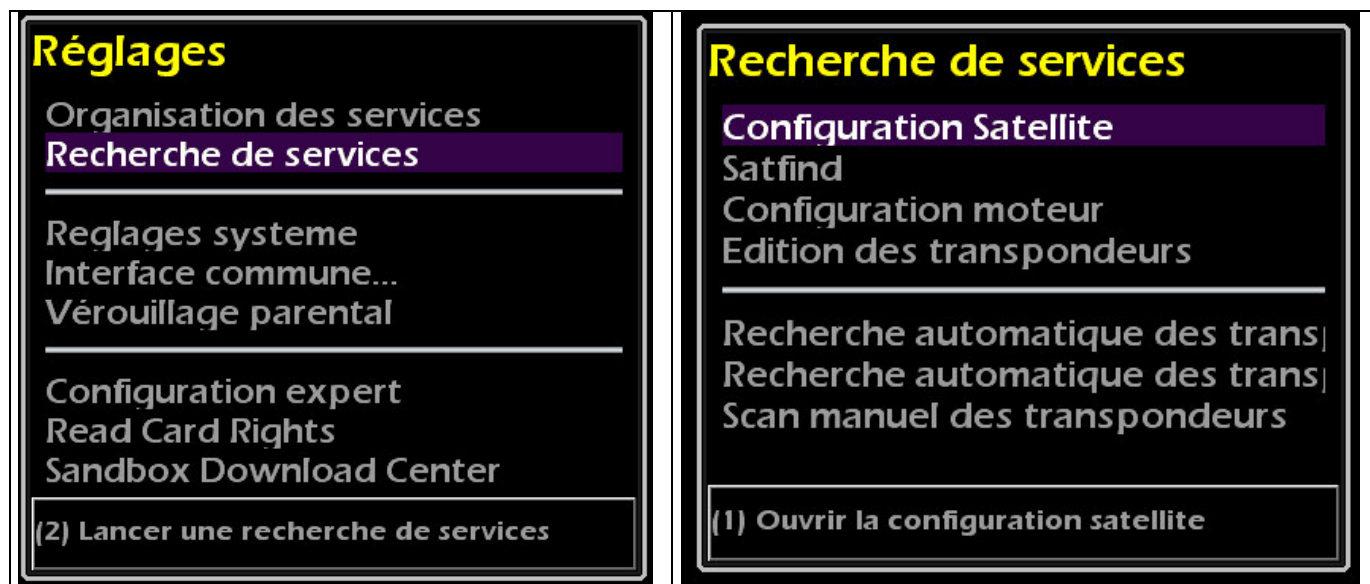 Réglages
Organisation des services
Recherche de services
Reglages systeme
Interface commune...
Vérouillage parental
Configuration expert
Read Card Rights
Sandbox Download Center
(2) Lancer une recherche de services
Recherche de services
Configuration Satellite
Satfind
Configuration moteur
Edition des transpondeurs
Recherche automatique des transp
Recherche automatique des transp
Scan manuel des transpondeurs
(1) Ouvrir la configuration satellite